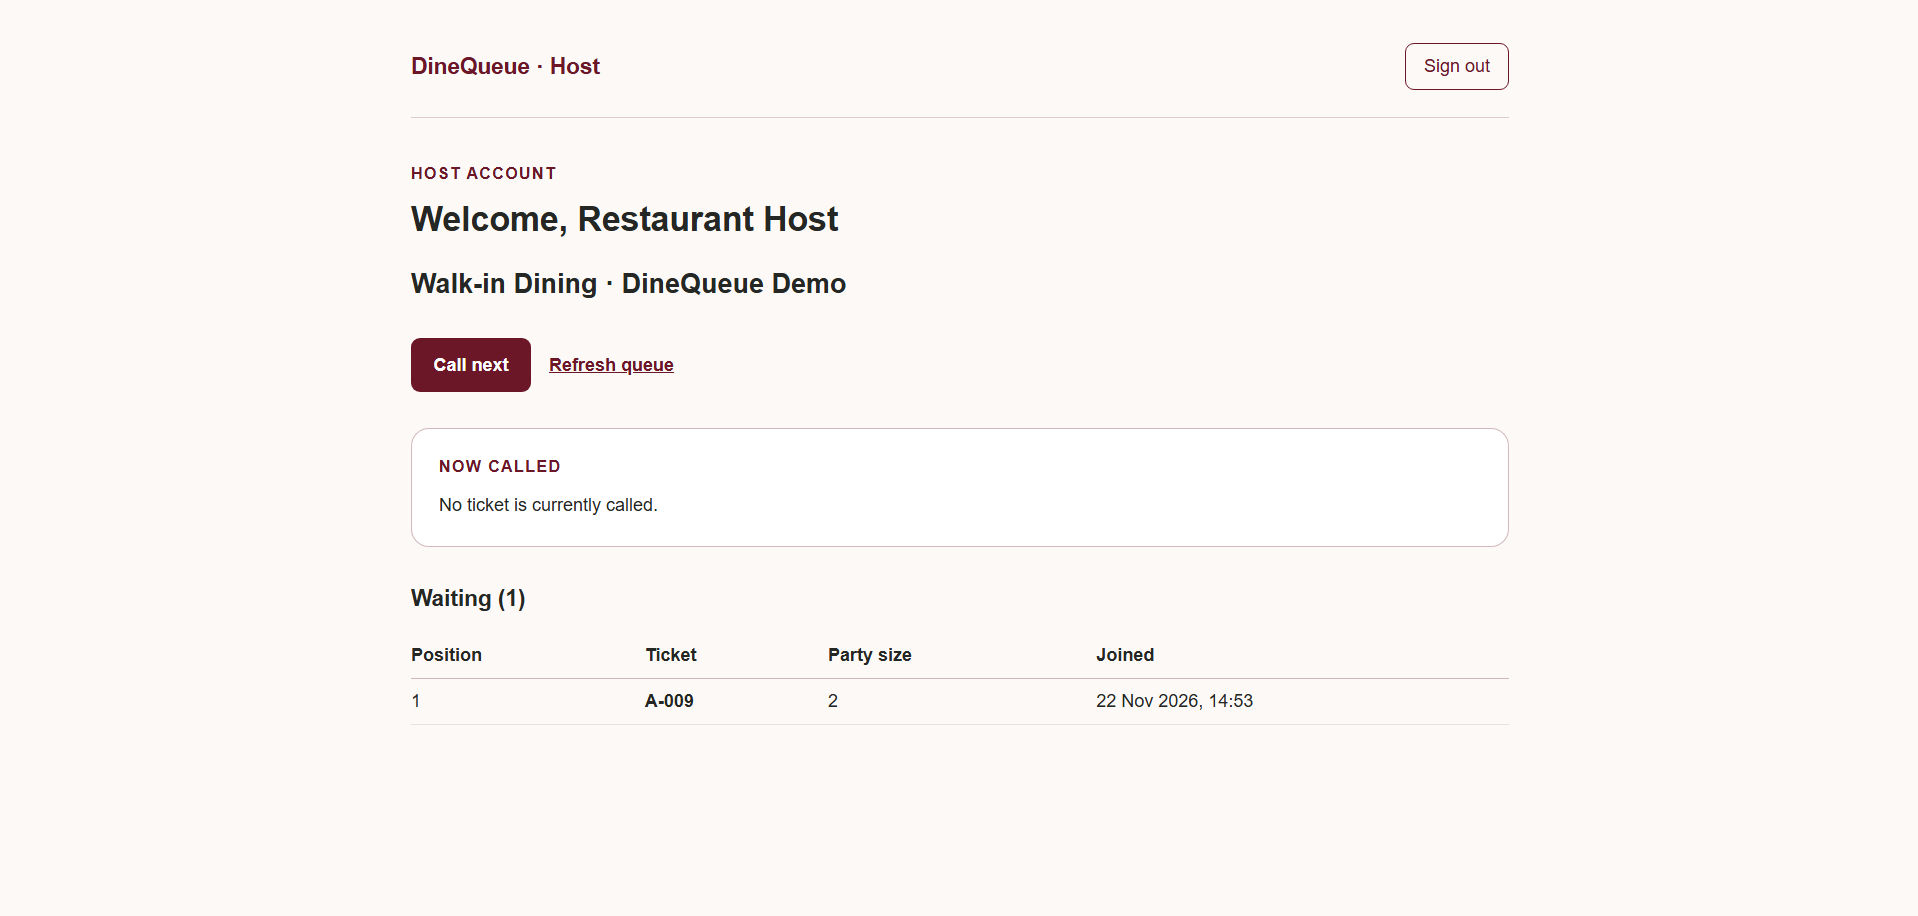 DineQueue · Host
Sign out
HOST ACCOUNT
Welcome, Restaurant Host
Walk-in Dining · DineQueue Demo
Call next Refresh queue
NOW CALLED
No ticket is currently called.
Waiting (1)
Position Ticket Party size Joined
1 A-009 2 22 Nov 2026, 14:53